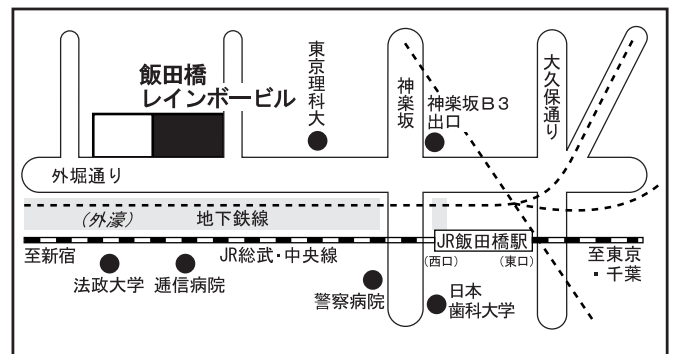 飯田橋
レインボービル
東京理科大
神楽坂
神楽坂B3
出口
大久保通り
外堀通り
(外濠)
地下鉄線
JR飯田橋駅
(西口)
(東口)
至新宿
JR総武・中央線
至東京
・千葉
法政大学
逓信病院
警察病院
日本
歯科大学